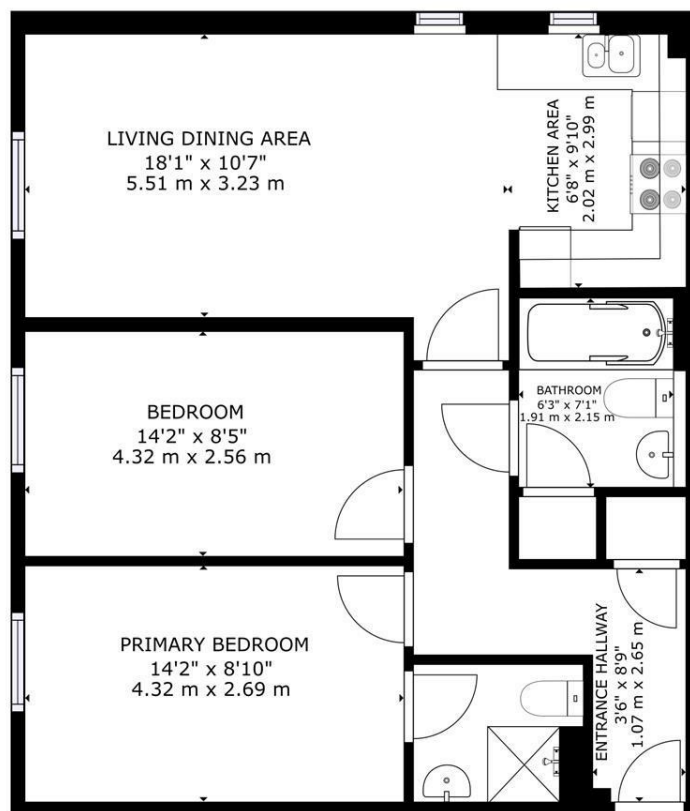 LIVING DINING AREA
18'1" x 10'7"
5.51 m x 3.23 m
KITCHEN AREA
6'8" x 9'10"
2.02 m x 2.99 m
BEDROOM
14'2" x 8'5"
4.32 m x 2.56 m
BATHROOM
6'3" x 7'1"
1.91 m x 2.15 m
PRIMARY BEDROOM
14'2" x 8'10"
4.32 m x 2.69 m
ENTRANCE HALLWAY
3'6" x 8'9"
1.07 m x 2.65 m